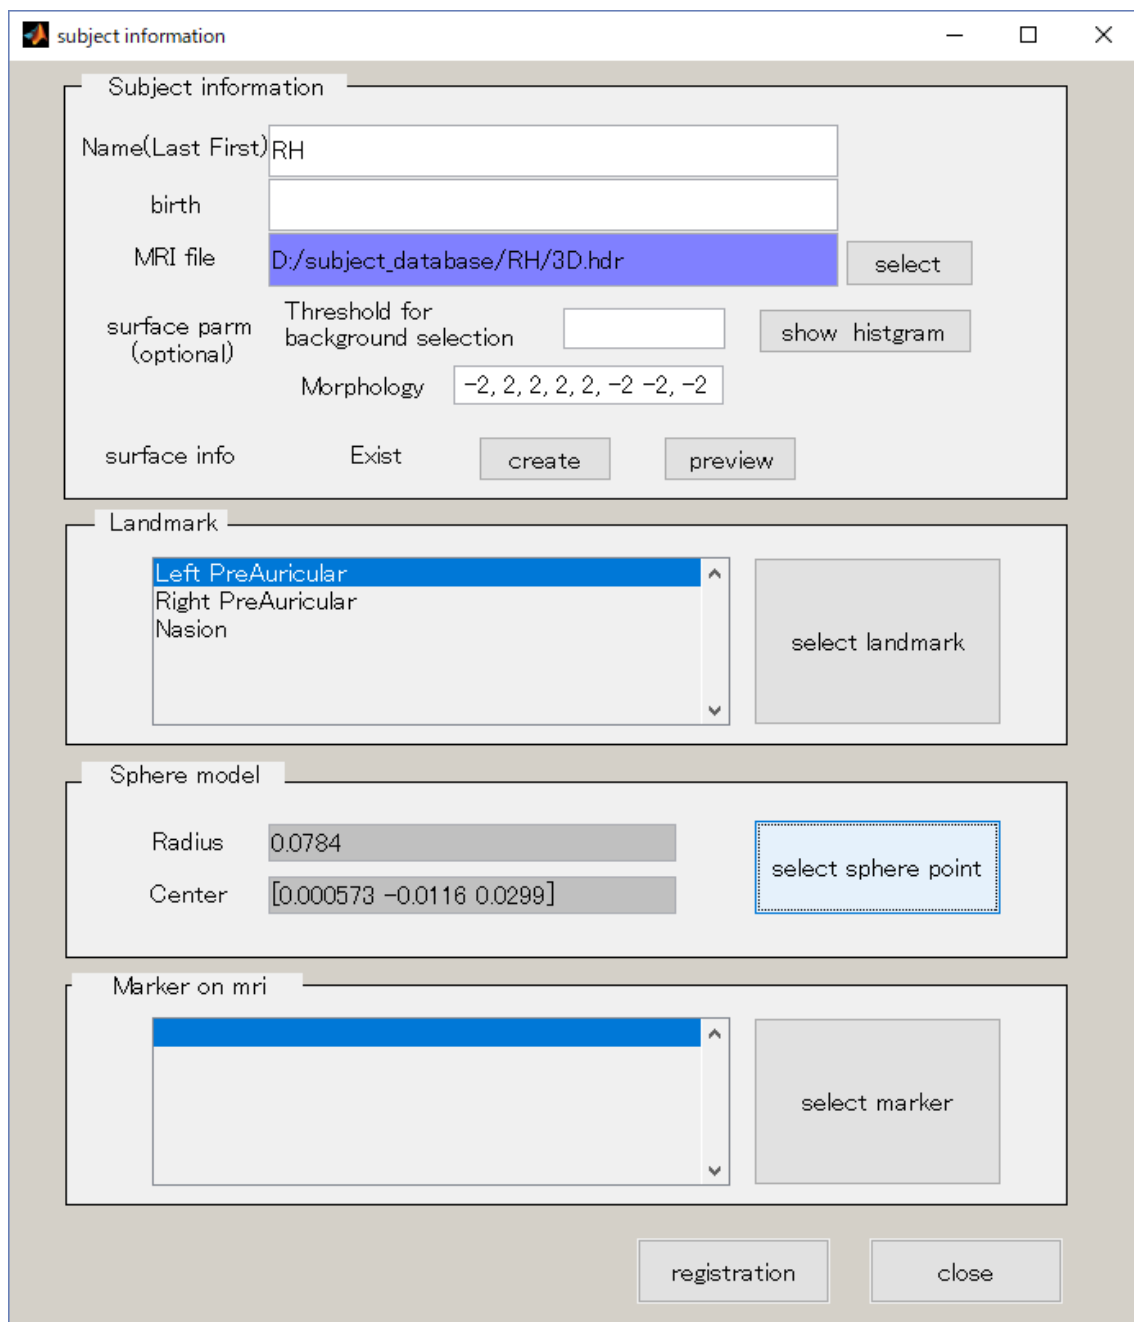 subject information
Subject information
Name(Last First) RH
birth
MRI file D:/subject_database/RH/3D.hdr select
surface parm
(optional)
Threshold for
background selection
show histgram
Morphology -2, 2, 2, 2, 2, -2 -2, -2
surface info Exist create preview
Landmark
Left PreAuricular
Right PreAuricular
Nasion
select landmark
Sphere model
Radius 0.0784
Center [0.000573 -0.0116 0.0299]
select sphere point
Marker on mri
select marker
registration close